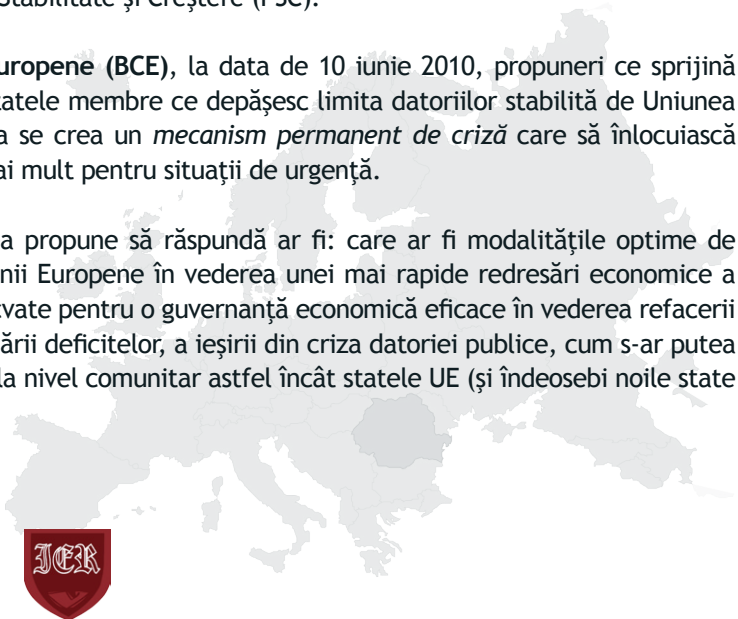 Stabilitate şi Creştere (PSC).
uropene (BCE), la data de 10 iunie 2010, propuneri ce sprijină
tatele membre ce depăşesc limita datoriilor stabilită de Uniunea
a se crea un mecanism permanent de criză care să înlocuiască
ai mult pentru situaţii de urgenţă.
a propune să răspundă ar fi: care ar fi modalităţile optime de
nii Europene în vederea unei mai rapide redresări economice a
cvate pentru o guvernanţă economică eficace în vederea refacerii
ării deficitelor, a ieşirii din criza datoriei publice, cum s-ar putea
la nivel comunitar astfel încât statele UE (şi îndeosebi noile state
IER